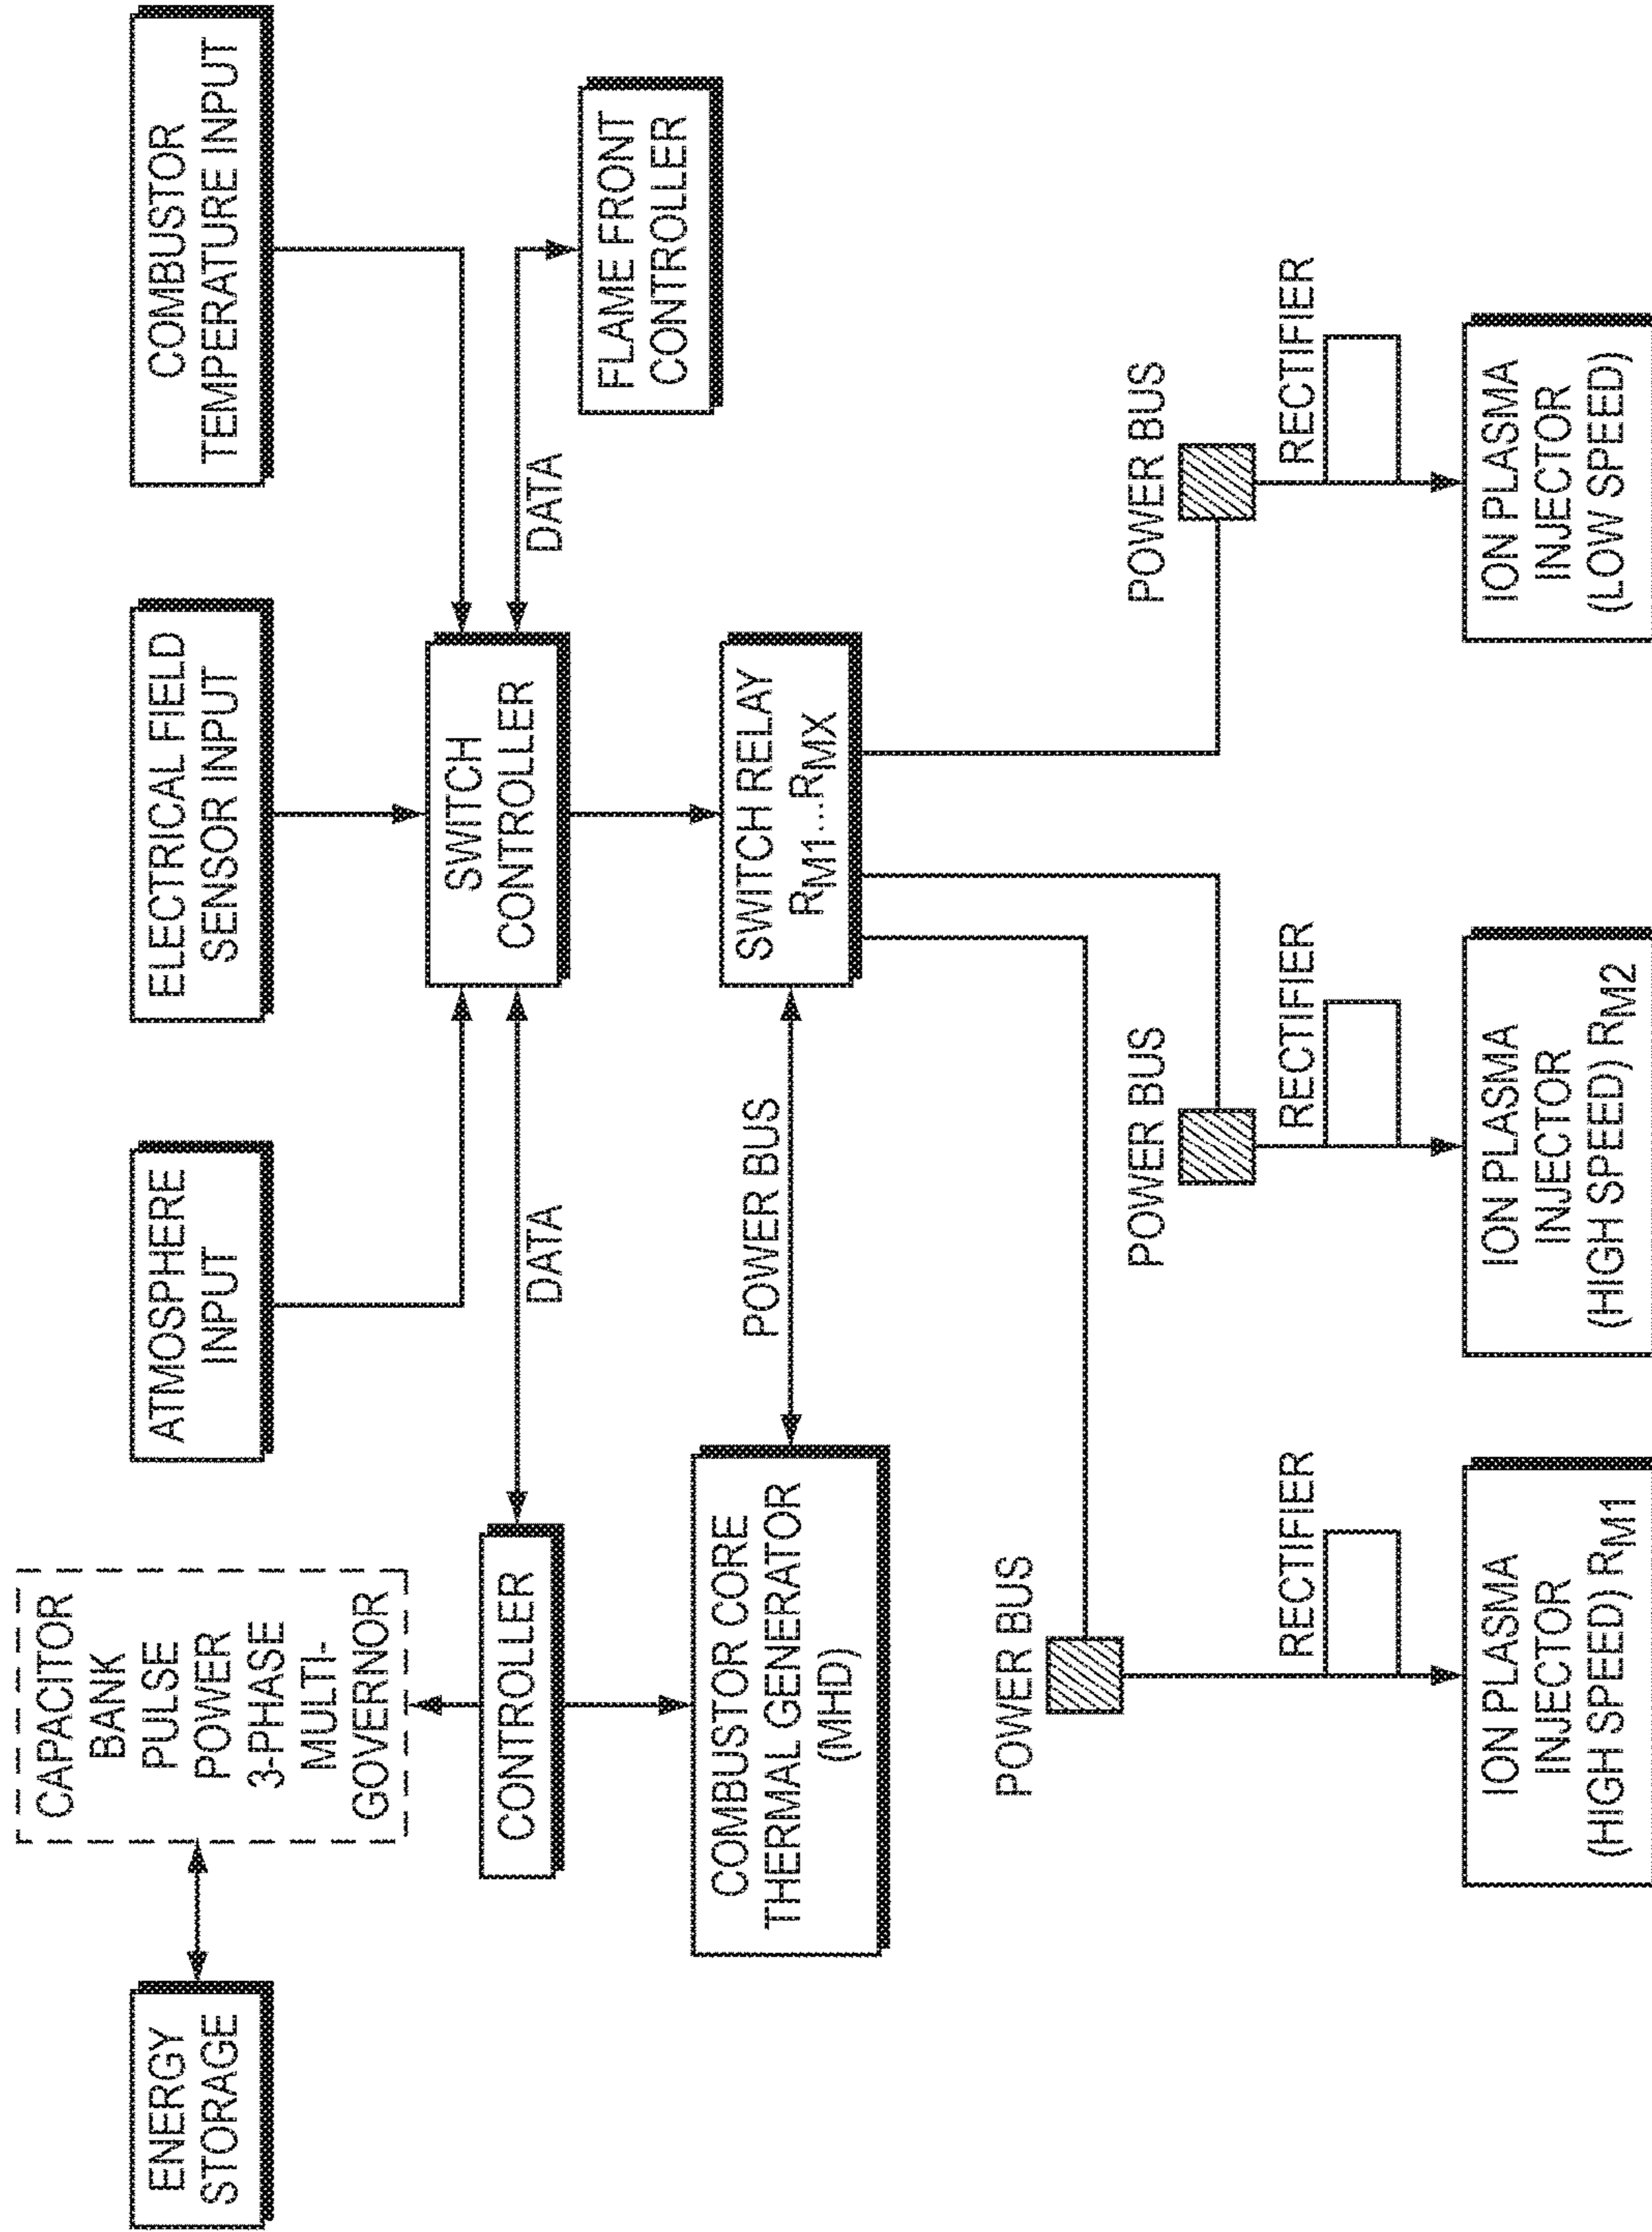 ENERGY
STORAGE
CAPACITOR
BANK
PULSE
POWER
3-PHASE
MULTI-
GOVERNOR
ATMOSPHERE
INPUT
ELECTRICAL FIELD
SENSOR INPUT
COMBUSTOR
TEMPERATURE INPUT
CONTROLLER
DATA
SWITCH
CONTROLLER
DATA
FLAME FRONT
CONTROLLER
COMBUSTOR CORE
THERMAL GENERATOR
(MHD)
POWER BUS
SWITCH RELAY
RM1...RMX
POWER BUS
POWER BUS
POWER BUS
RECTIFIER
RECTIFIER
RECTIFIER
ION PLASMA
INJECTOR
(HIGH SPEED) RM1
ION PLASMA
INJECTOR
(HIGH SPEED) RM2
ION PLASMA
INJECTOR
(LOW SPEED)